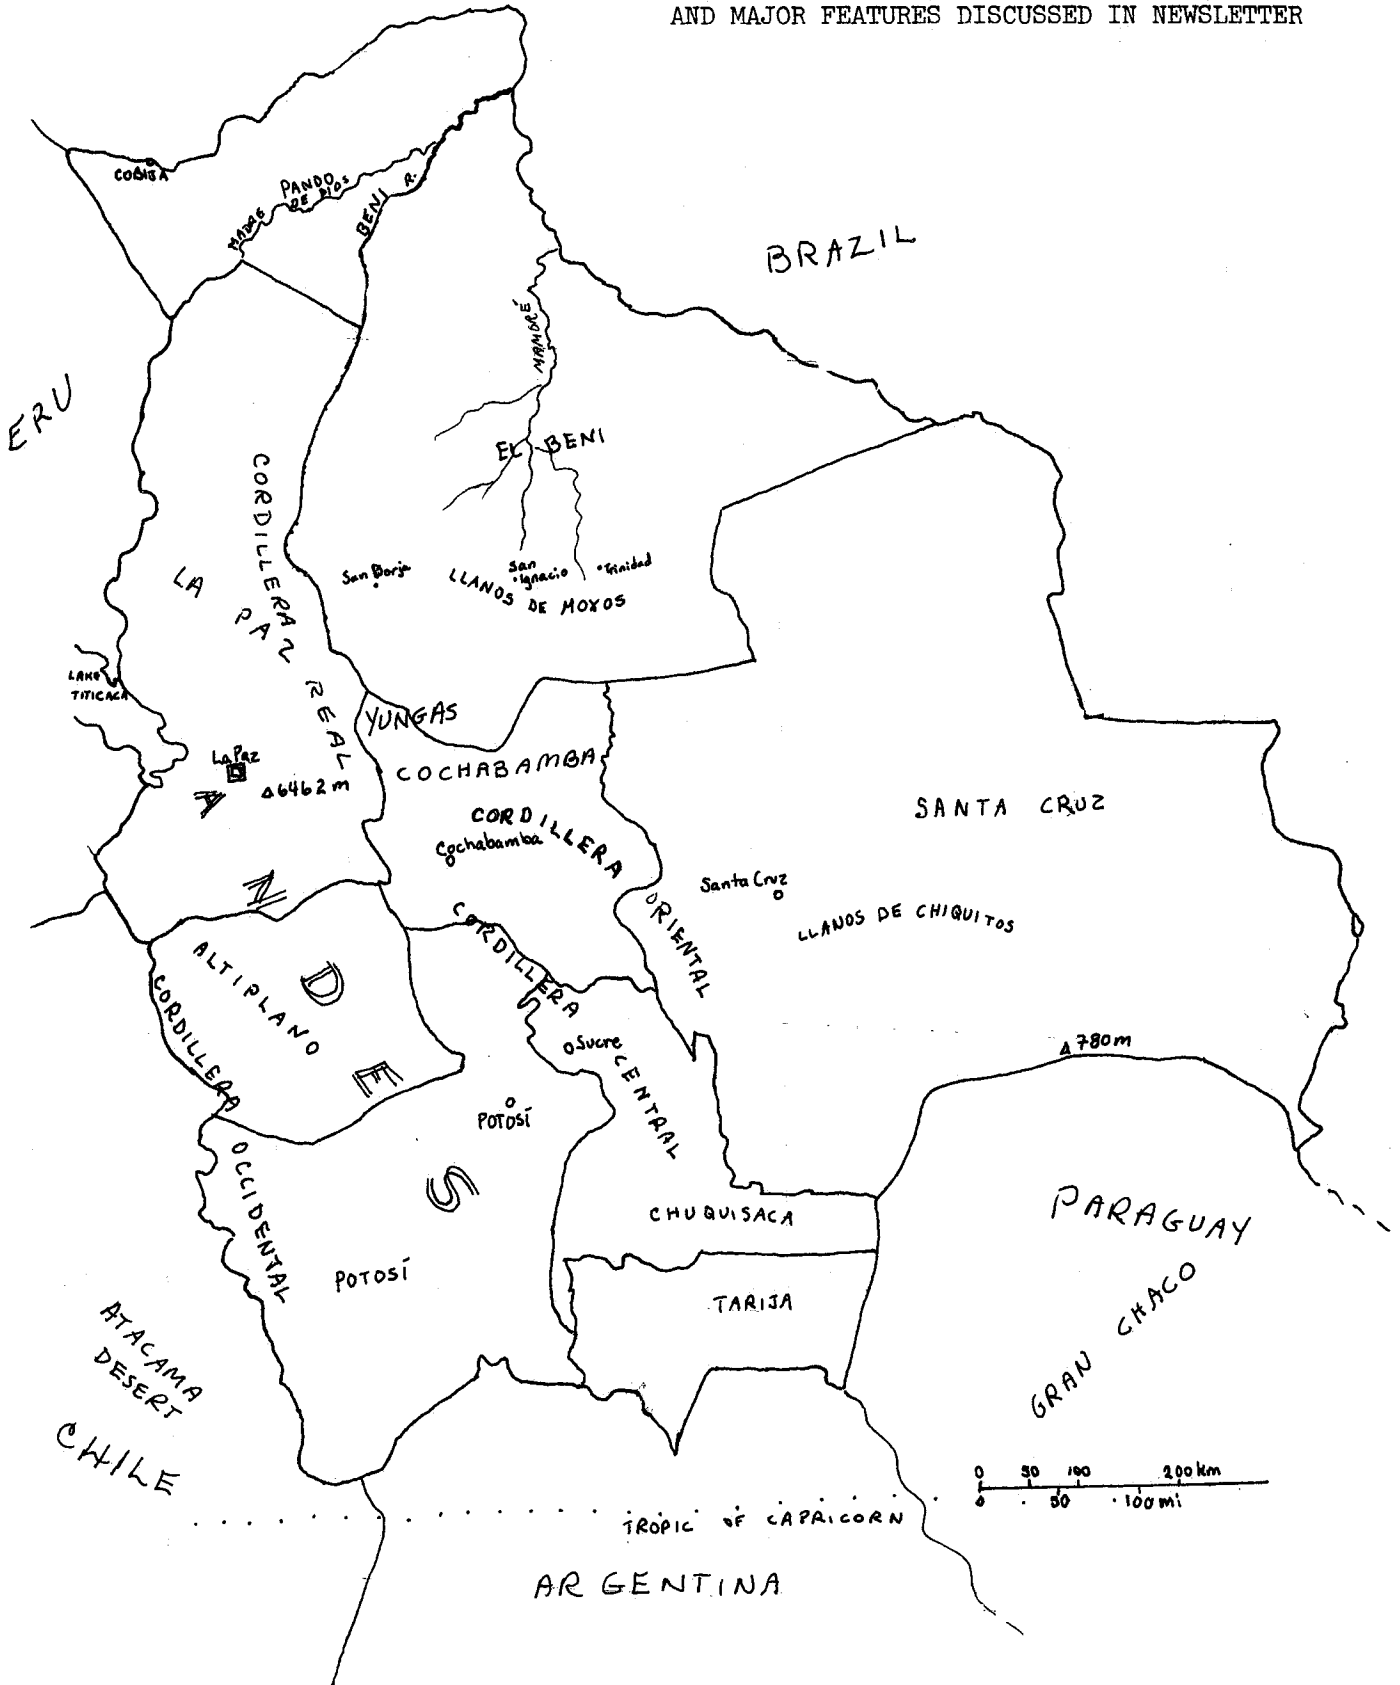 AND MAJOR FEATURES DISCUSSED IN NEWSLETTER
COBIJA
PANDO
MADRE DE DIOS
BENI R.
BRAZIL
MAMORÉ
ERU
EL BENI
CORDILLERA REAL
LA PAZ
San Borja
San Ignacio
Trinidad
LLANOS DE MOXOS
LAKE
TITICACA
YUNGAS
La Paz
6462 m
COCHABAMBA
SANTA CRUZ
CORDILLERA ORIENTAL
Cochabamba
Santa Cruz
LLANOS DE CHIQUITOS
ANDES
CORDILLERA CENTRAL
ALTIPLANO
CORDILLERA OCCIDENTAL
Sucre
780m
POTOSÍ
CHUQUISACA
PARAGUAY
POTOSÍ
TARIJA
GRAN CHACO
ATACAMA
DESERT
CHILE
0 50 100 200 km
0 50 100 mi
TROPIC OF CAPRICORN
ARGENTINA